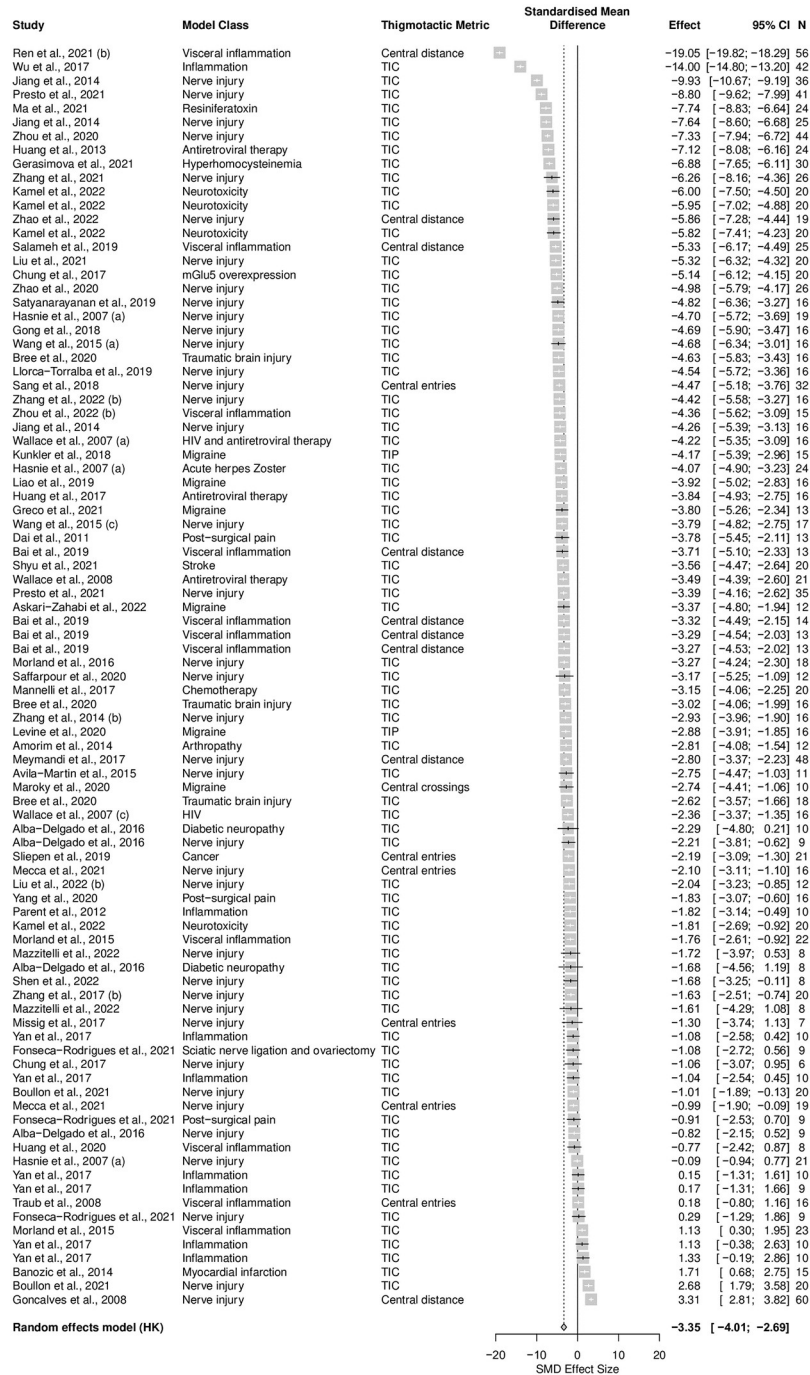 Standardised Mean
Study Model Class Thigmotactic Metric Difference Effect 95% CI N
Ren et al., 2021 (b) Visceral inflammation Central distance −19.05 [−19.82; −18.29] 56
Wu et al., 2017 Inflammation TIC −14.00 [−14.80; −13.20] 42
Jiang et al., 2014 Nerve injury TIC −9.93 [−10.67; −9.19] 36
Presto et al., 2021 Nerve injury TIC −8.80 [−9.62; −7.99] 41
Ma et al., 2021 Resiniferatoxin TIC −7.74 [−8.83; −6.64] 24
Jiang et al., 2014 Nerve injury TIC −7.64 [−8.60; −6.68] 25
Zhou et al., 2020 Nerve injury TIC −7.33 [−7.94; −6.72] 44
Huang et al., 2013 Antiretroviral therapy TIC −7.12 [−8.08; −6.16] 24
Gerasimova et al., 2021 Hyperhomocysteinemia TIC −6.88 [−7.65; −6.11] 30
Zhang et al., 2021 Nerve injury TIC −6.26 [−8.16; −4.36] 26
Kamel et al., 2022 Neurotoxicity TIC −6.00 [−7.50; −4.50] 20
Kamel et al., 2022 Neurotoxicity TIC −5.95 [−7.02; −4.88] 20
Zhao et al., 2022 Nerve injury Central distance −5.86 [−7.28; −4.44] 19
Kamel et al., 2022 Neurotoxicity TIC −5.82 [−7.41; −4.23] 20
Salameh et al., 2019 Visceral inflammation Central distance −5.33 [−6.17; −4.49] 25
Liu et al., 2021 Nerve injury TIC −5.32 [−6.32; −4.32] 20
Chung et al., 2017 mGlu5 overexpression TIC −5.14 [−6.12; −4.15] 20
Zhao et al., 2020 Nerve injury TIC −4.98 [−5.79; −4.17] 26
Satyanarayanan et al., 2019 Nerve injury TIC −4.82 [−6.36; −3.27] 16
Hasnie et al., 2007 (a) Nerve injury TIC −4.70 [−5.72; −3.69] 19
Gong et al., 2018 Nerve injury TIC −4.69 [−5.90; −3.47] 16
Wang et al., 2015 (a) Nerve injury TIC −4.68 [−6.34; −3.01] 16
Bree et al., 2020 Traumatic brain injury TIC −4.63 [−5.83; −3.43] 16
Llorca−Torralba et al., 2019 Nerve injury TIC −4.54 [−5.72; −3.36] 16
Sang et al., 2018 Nerve injury Central entries −4.47 [−5.18; −3.76] 32
Zhang et al., 2022 (b) Nerve injury TIC −4.42 [−5.58; −3.27] 16
Zhou et al., 2022 (b) Visceral inflammation TIC −4.36 [−5.62; −3.09] 15
Jiang et al., 2014 Nerve injury TIC −4.26 [−5.39; −3.13] 16
Wallace et al., 2007 (a) HIV and antiretroviral therapy TIC −4.22 [−5.35; −3.09] 16
Kunkler et al., 2018 Migraine TIP −4.17 [−5.39; −2.96] 15
Hasnie et al., 2007 (a) Acute herpes Zoster TIC −4.07 [−4.90; −3.23] 24
Liao et al., 2019 Migraine TIC −3.92 [−5.02; −2.83] 16
Huang et al., 2017 Antiretroviral therapy TIC −3.84 [−4.93; −2.75] 16
Greco et al., 2021 Migraine TIC −3.80 [−5.26; −2.34] 13
Wang et al., 2015 (c) Nerve injury TIC −3.79 [−4.82; −2.75] 17
Dai et al., 2011 Post−surgical pain TIC −3.78 [−5.45; −2.11] 13
Bai et al., 2019 Visceral inflammation Central distance −3.71 [−5.10; −2.33] 13
Shyu et al., 2021 Stroke TIC −3.56 [−4.47; −2.64] 20
Wallace et al., 2008 Antiretroviral therapy TIC −3.49 [−4.39; −2.60] 21
Presto et al., 2021 Nerve injury TIC −3.39 [−4.16; −2.62] 35
Askari−Zahabi et al., 2022 Migraine TIC −3.37 [−4.80; −1.94] 12
Bai et al., 2019 Visceral inflammation Central distance −3.32 [−4.49; −2.15] 14
Bai et al., 2019 Visceral inflammation Central distance −3.29 [−4.54; −2.03] 13
Bai et al., 2019 Visceral inflammation Central distance −3.27 [−4.53; −2.02] 13
Morland et al., 2016 Nerve injury TIC −3.27 [−4.24; −2.30] 18
Saffarpour et al., 2020 Nerve injury TIC −3.17 [−5.25; −1.09] 12
Mannelli et al., 2017 Chemotherapy TIC −3.15 [−4.06; −2.25] 20
Bree et al., 2020 Traumatic brain injury TIC −3.02 [−4.06; −1.99] 16
Zhang et al., 2014 (b) Nerve injury TIC −2.93 [−3.96; −1.90] 16
Levine et al., 2020 Migraine TIP −2.88 [−3.91; −1.85] 16
Amorim et al., 2014 Arthropathy TIC −2.81 [−4.08; −1.54] 12
Meymandi et al., 2017 Nerve injury Central distance −2.80 [−3.37; −2.23] 48
Avila−Martin et al., 2015 Nerve injury TIC −2.75 [−4.47; −1.03] 11
Maroky et al., 2020 Migraine Central crossings −2.74 [−4.41; −1.06] 10
Bree et al., 2020 Traumatic brain injury TIC −2.62 [−3.57; −1.66] 18
Wallace et al., 2007 (c) HIV TIC −2.36 [−3.37; −1.35] 16
Alba−Delgado et al., 2016 Diabetic neuropathy TIC −2.29 [−4.80; 0.21] 10
Alba−Delgado et al., 2016 Nerve injury TIC −2.21 [−3.81; −0.62] 9
Sliepen et al., 2019 Cancer Central entries −2.19 [−3.09; −1.30] 21
Mecca et al., 2021 Nerve injury Central entries −2.10 [−3.11; −1.10] 16
Liu et al., 2022 (b) Nerve injury TIC −2.04 [−3.23; −0.85] 12
Yang et al., 2020 Post−surgical pain TIC −1.83 [−3.07; −0.60] 16
Parent et al., 2012 Inflammation TIC −1.82 [−3.14; −0.49] 10
Kamel et al., 2022 Neurotoxicity TIC −1.81 [−2.69; −0.92] 20
Morland et al., 2015 Visceral inflammation TIC −1.76 [−2.61; −0.92] 22
Mazzitelli et al., 2022 Nerve injury TIC −1.72 [−3.97; 0.53] 8
Alba−Delgado et al., 2016 Diabetic neuropathy TIC −1.68 [−4.56; 1.19] 8
Shen et al., 2022 Nerve injury TIC −1.68 [−3.25; −0.11] 8
Zhang et al., 2017 (b) Nerve injury TIC −1.63 [−2.51; −0.74] 20
Mazzitelli et al., 2022 Nerve injury TIC −1.61 [−4.29; 1.08] 8
Missig et al., 2017 Nerve injury Central entries −1.30 [−3.74; 1.13] 7
Yan et al., 2017 Inflammation TIC −1.08 [−2.58; 0.42] 10
Fonseca−Rodrigues et al., 2021 Sciatic nerve ligation and ovariectomy TIC −1.08 [−2.72; 0.56] 9
Chung et al., 2017 Nerve injury TIC −1.06 [−3.07; 0.95] 6
Yan et al., 2017 Inflammation TIC −1.04 [−2.54; 0.45] 10
Boullon et al., 2021 Nerve injury TIC −1.01 [−1.89; −0.13] 20
Mecca et al., 2021 Nerve injury Central entries −0.99 [−1.90; −0.09] 19
Fonseca−Rodrigues et al., 2021 Post−surgical pain TIC −0.91 [−2.53; 0.70] 9
Alba−Delgado et al., 2016 Nerve injury TIC −0.82 [−2.15; 0.52] 9
Huang et al., 2020 Visceral inflammation TIC −0.77 [−2.42; 0.87] 8
Hasnie et al., 2007 (a) Nerve injury TIC −0.09 [−0.94; 0.77] 21
Yan et al., 2017 Inflammation TIC 0.15 [−1.31; 1.61] 10
Yan et al., 2017 Inflammation TIC 0.17 [−1.31; 1.66] 9
Traub et al., 2008 Visceral inflammation Central entries 0.18 [−0.80; 1.16] 16
Fonseca−Rodrigues et al., 2021 Nerve injury TIC 0.29 [−1.29; 1.86] 9
Morland et al., 2015 Visceral inflammation TIC 1.13 [ 0.30; 1.95] 23
Yan et al., 2017 Inflammation TIC 1.13 [−0.38; 2.63] 10
Yan et al., 2017 Inflammation TIC 1.33 [−0.19; 2.86] 10
Banozic et al., 2014 Myocardial infarction TIC 1.71 [ 0.68; 2.75] 15
Boullon et al., 2021 Nerve injury TIC 2.68 [ 1.79; 3.58] 20
Goncalves et al., 2008 Nerve injury Central distance 3.31 [ 2.81; 3.82] 60
Random effects model (HK) −3.35 [−4.01; −2.69]
−20 −10 0 10 20
SMD Effect Size